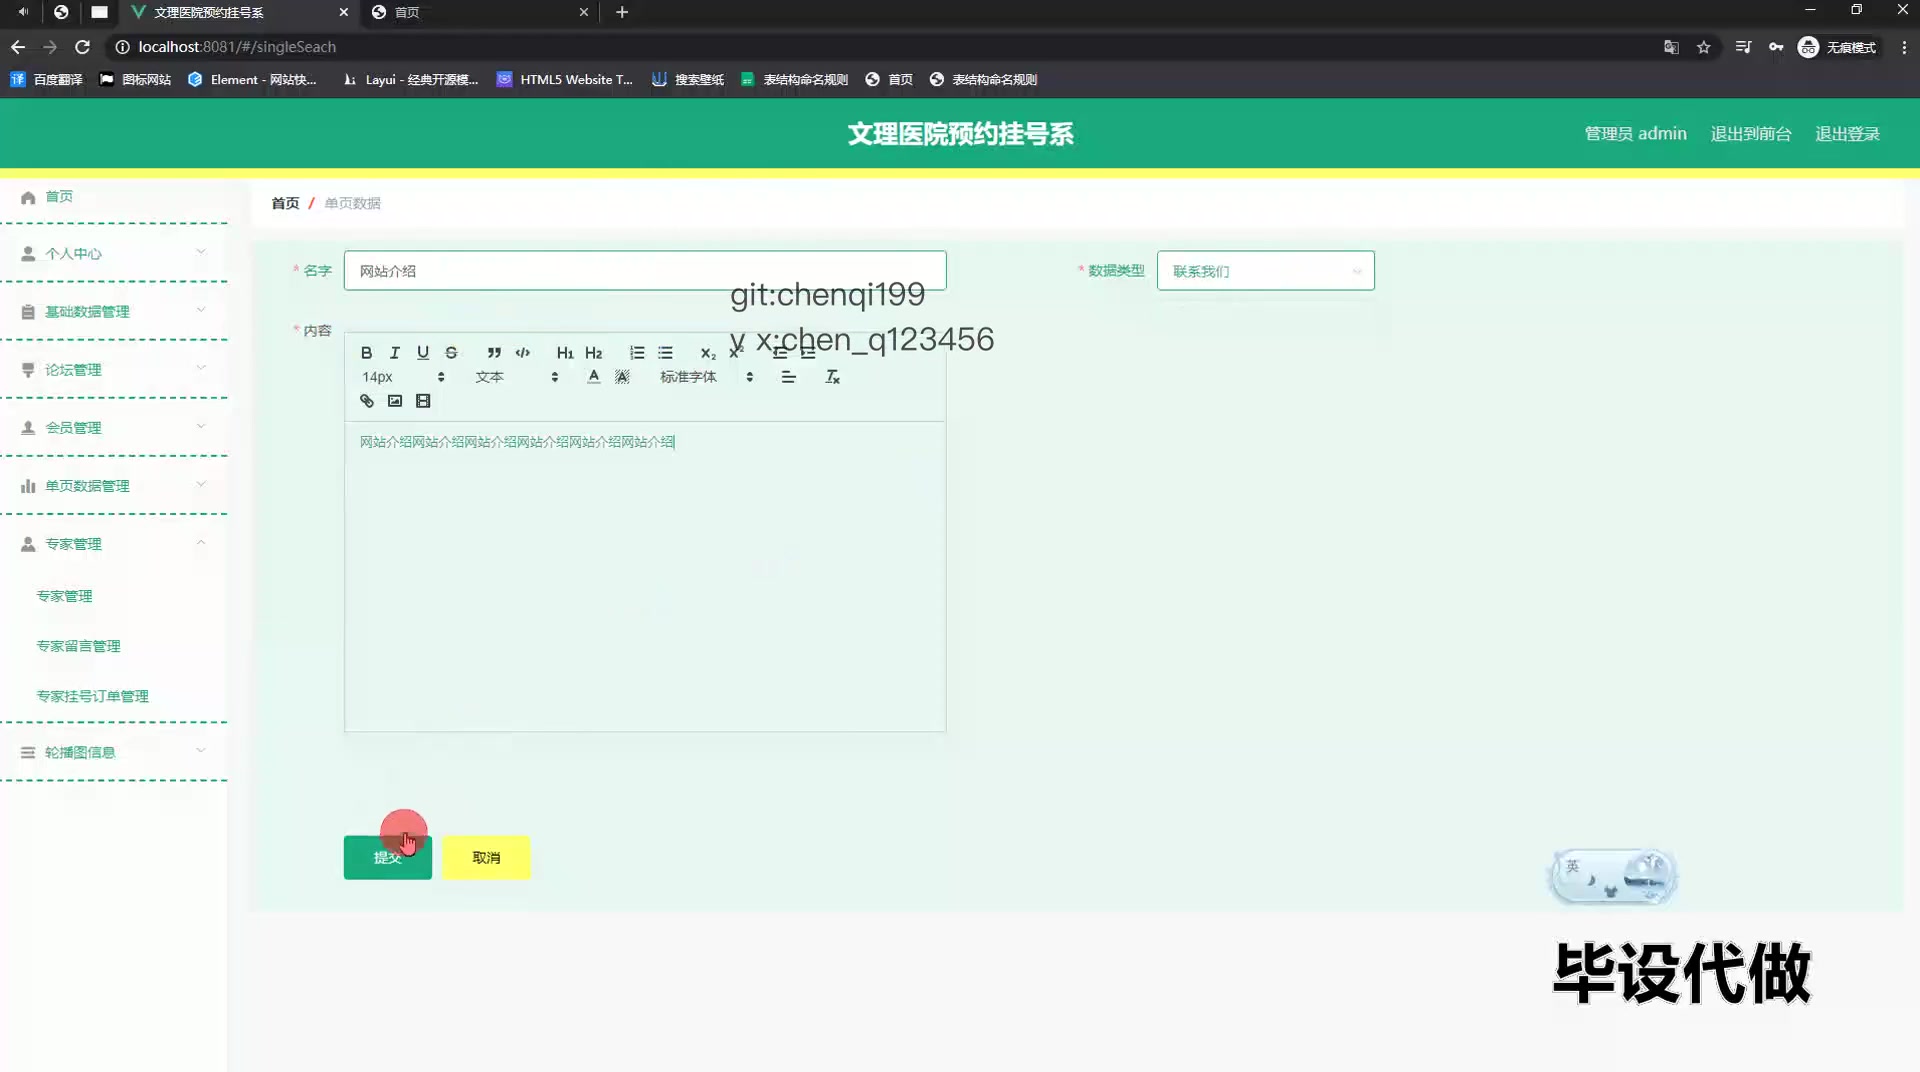 文理医院预约挂号系
首页
localhost:8081/#/singleSeach
无痕模式
百度翻译
图标网站
Element - 网站快...
Layui - 经典开源模...
HTML5 Website T...
搜索壁纸
表结构命名规则
首页
表结构命名规则
文理医院预约挂号系
管理员 admin
退出到前台
退出登录
首页
个人中心
基础数据管理
论坛管理
会员管理
单页数据管理
专家管理
专家管理
专家留言管理
专家挂号订单管理
轮播图信息
首页 / 单页数据
* 名字
网站介绍
* 数据类型
联系我们
git:chenqi199
y x:chen_q123456
* 内容
B I U S H1 H2 X₂ X²
14px 文本 A A 标准字体 Tx
网站介绍网站介绍网站介绍网站介绍网站介绍网站介绍
提交
取消
英
毕设代做